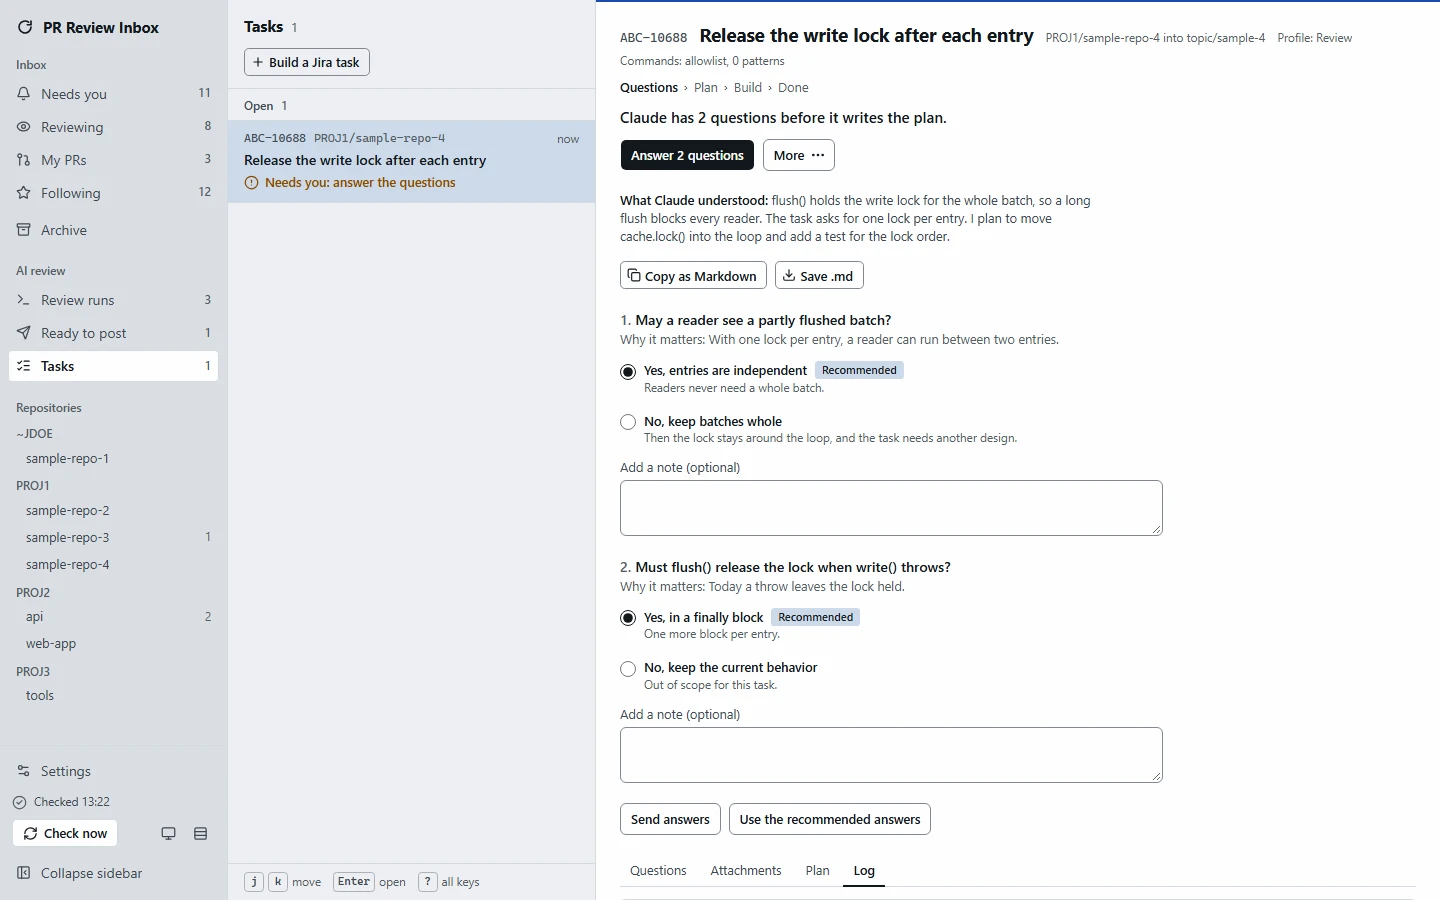 PR Review Inbox
Inbox
Needs you 11
Reviewing 8
My PRs 3
Following 12
Archive
AI review
Review runs 3
Ready to post 1
Tasks 1
Repositories
~JDOE
sample-repo-1
PROJ1
sample-repo-2
sample-repo-3 1
sample-repo-4
PROJ2
api 2
web-app
PROJ3
tools
Settings
Checked 13:22
Check now
Collapse sidebar
Tasks 1
Build a Jira task
Open 1
ABC-10688 PROJ1/sample-repo-4 now
Release the write lock after each entry
Needs you: answer the questions
j k move Enter open ? all keys
ABC-10688 Release the write lock after each entry PROJ1/sample-repo-4 into topic/sample-4 Profile: Review
Commands: allowlist, 0 patterns
Questions › Plan › Build › Done
Claude has 2 questions before it writes the plan.
Answer 2 questions More ···
What Claude understood: flush() holds the write lock for the whole batch, so a long
flush blocks every reader. The task asks for one lock per entry. I plan to move
cache.lock() into the loop and add a test for the lock order.
Copy as Markdown Save .md
1. May a reader see a partly flushed batch?
Why it matters: With one lock per entry, a reader can run between two entries.
Yes, entries are independent Recommended
Readers never need a whole batch.
No, keep batches whole
Then the lock stays around the loop, and the task needs another design.
Add a note (optional)
2. Must flush() release the lock when write() throws?
Why it matters: Today a throw leaves the lock held.
Yes, in a finally block Recommended
One more block per entry.
No, keep the current behavior
Out of scope for this task.
Add a note (optional)
Send answers Use the recommended answers
Questions Attachments Plan Log